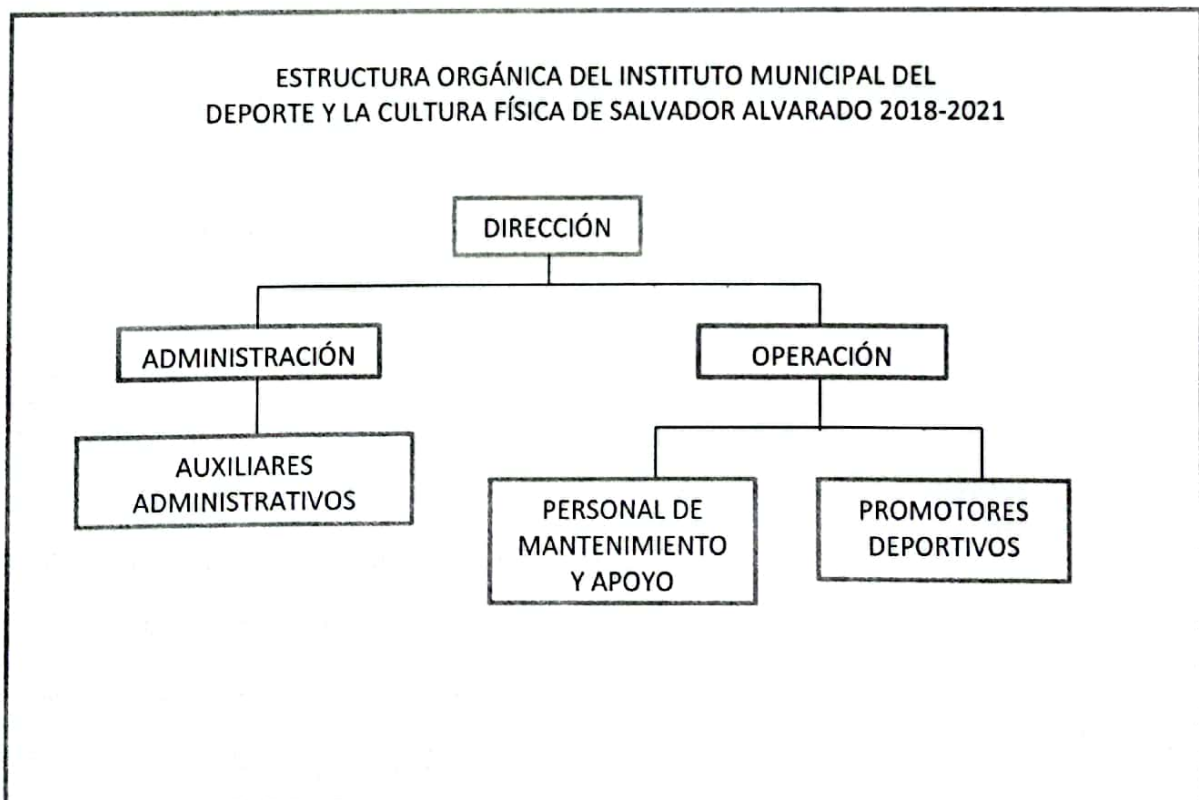 ESTRUCTURA ORGÁNICA DEL INSTITUTO MUNICIPAL DEL
DEPORTE Y LA CULTURA FÍSICA DE SALVADOR ALVARADO 2018-2021
DIRECCIÓN
ADMINISTRACIÓN
OPERACIÓN
AUXILIARES
ADMINISTRATIVOS
PERSONAL DE
MANTENIMIENTO
Y APOYO
PROMOTORES
DEPORTIVOS